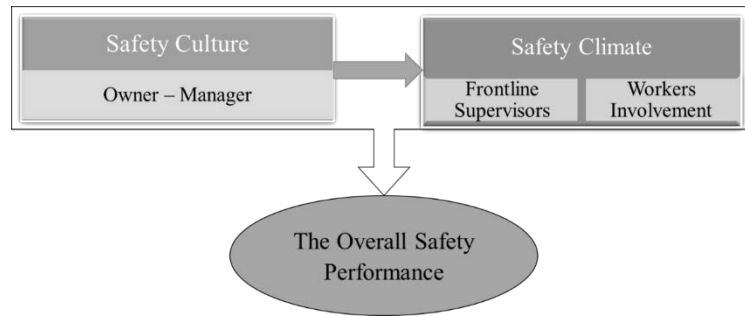 Safety Culture
Owner – Manager
Safety Climate
Frontline
Supervisors
Workers
Involvement
The Overall Safety
Performance